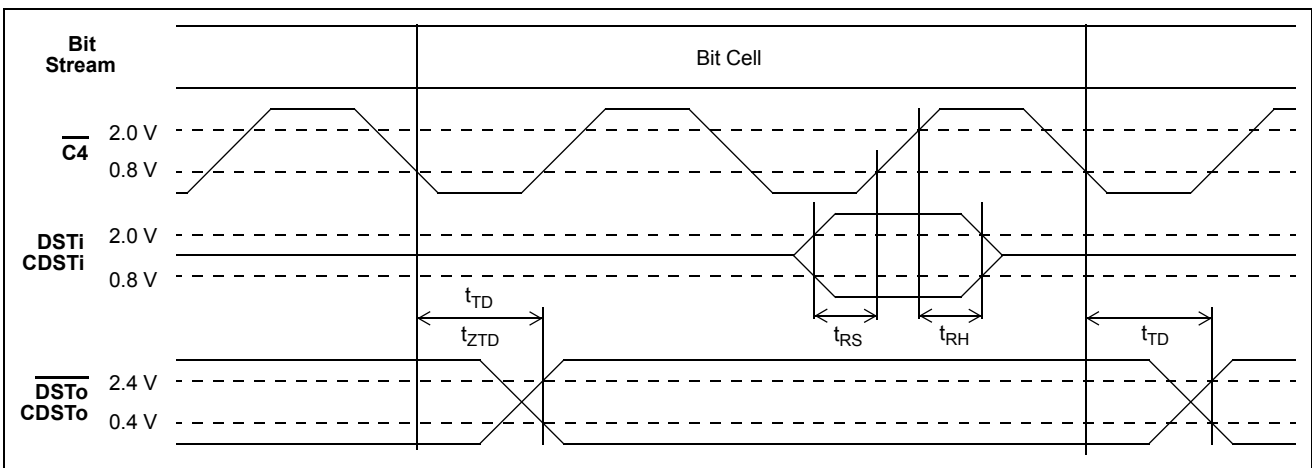 Bit
Stream
Bit Cell
C4
2.0 V
0.8 V
DSTi
CDSTi
2.0 V
0.8 V
tTD
tZTD
tRS
tRH
tTD
DSTo
CDSTo
2.4 V
0.4 V